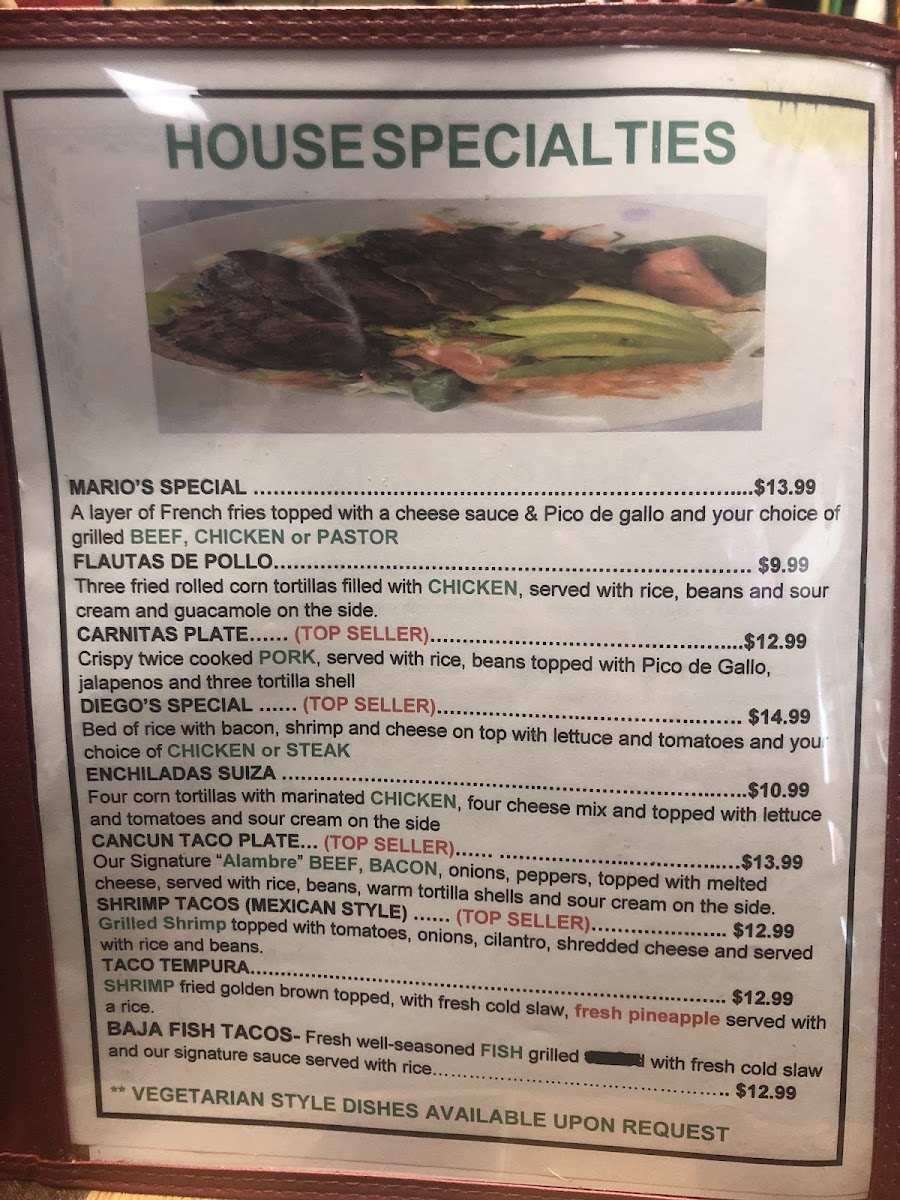 HOUSE SPECIALTIES
MARIO'S SPECIAL ........................................................................$13.99
A layer of French fries topped with a cheese sauce & Pico de gallo and your choice of
grilled BEEF, CHICKEN or PASTOR
FLAUTAS DE POLLO....................................................................... $9.99
Three fried rolled corn tortillas filled with CHICKEN, served with rice, beans and sour
cream and guacamole on the side.
CARNITAS PLATE...... (TOP SELLER)...............................................$12.99
Crispy twice cooked PORK, served with rice, beans topped with Pico de Gallo,
jalapenos and three tortilla shell
DIEGO'S SPECIAL ...... (TOP SELLER)............................................. $14.99
Bed of rice with bacon, shrimp and cheese on top with lettuce and tomatoes and your
choice of CHICKEN or STEAK
ENCHILADAS SUIZA ......................................................................$10.99
Four corn tortillas with marinated CHICKEN, four cheese mix and topped with lettuce
and tomatoes and sour cream on the side
CANCUN TACO PLATE... (TOP SELLER)...... ....................................$13.99
Our Signature “Alambre” BEEF, BACON, onions, peppers, topped with melted
cheese, served with rice, beans, warm tortilla shells and sour cream on the side.
SHRIMP TACOS (MEXICAN STYLE) ...... (TOP SELLER)..................... $12.99
Grilled Shrimp topped with tomatoes, onions, cilantro, shredded cheese and served
with rice and beans.
TACO TEMPURA......................................................................... $12.99
SHRIMP fried golden brown topped, with fresh cold slaw, fresh pineapple served with
a rice.
BAJA FISH TACOS- Fresh well-seasoned FISH grilled with fresh cold slaw
and our signature sauce served with rice............................................. $12.99
** VEGETARIAN STYLE DISHES AVAILABLE UPON REQUEST